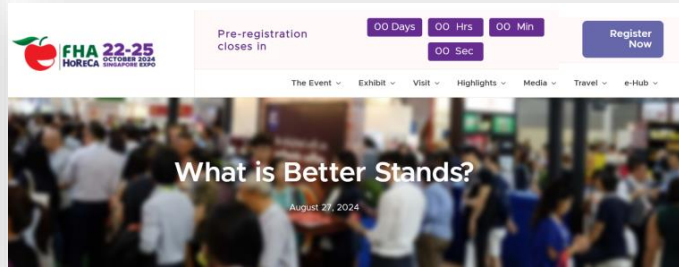 FHA 22-25
HoReCa OCTOBER 2024
SINGAPORE EXPO
Pre-registration
closes in
00 Days 00 Hrs 00 Min
00 Sec
Register
Now
The Event Exhibit Visit Highlights Media Travel e-Hub
What is Better Stands?
August 27, 2024